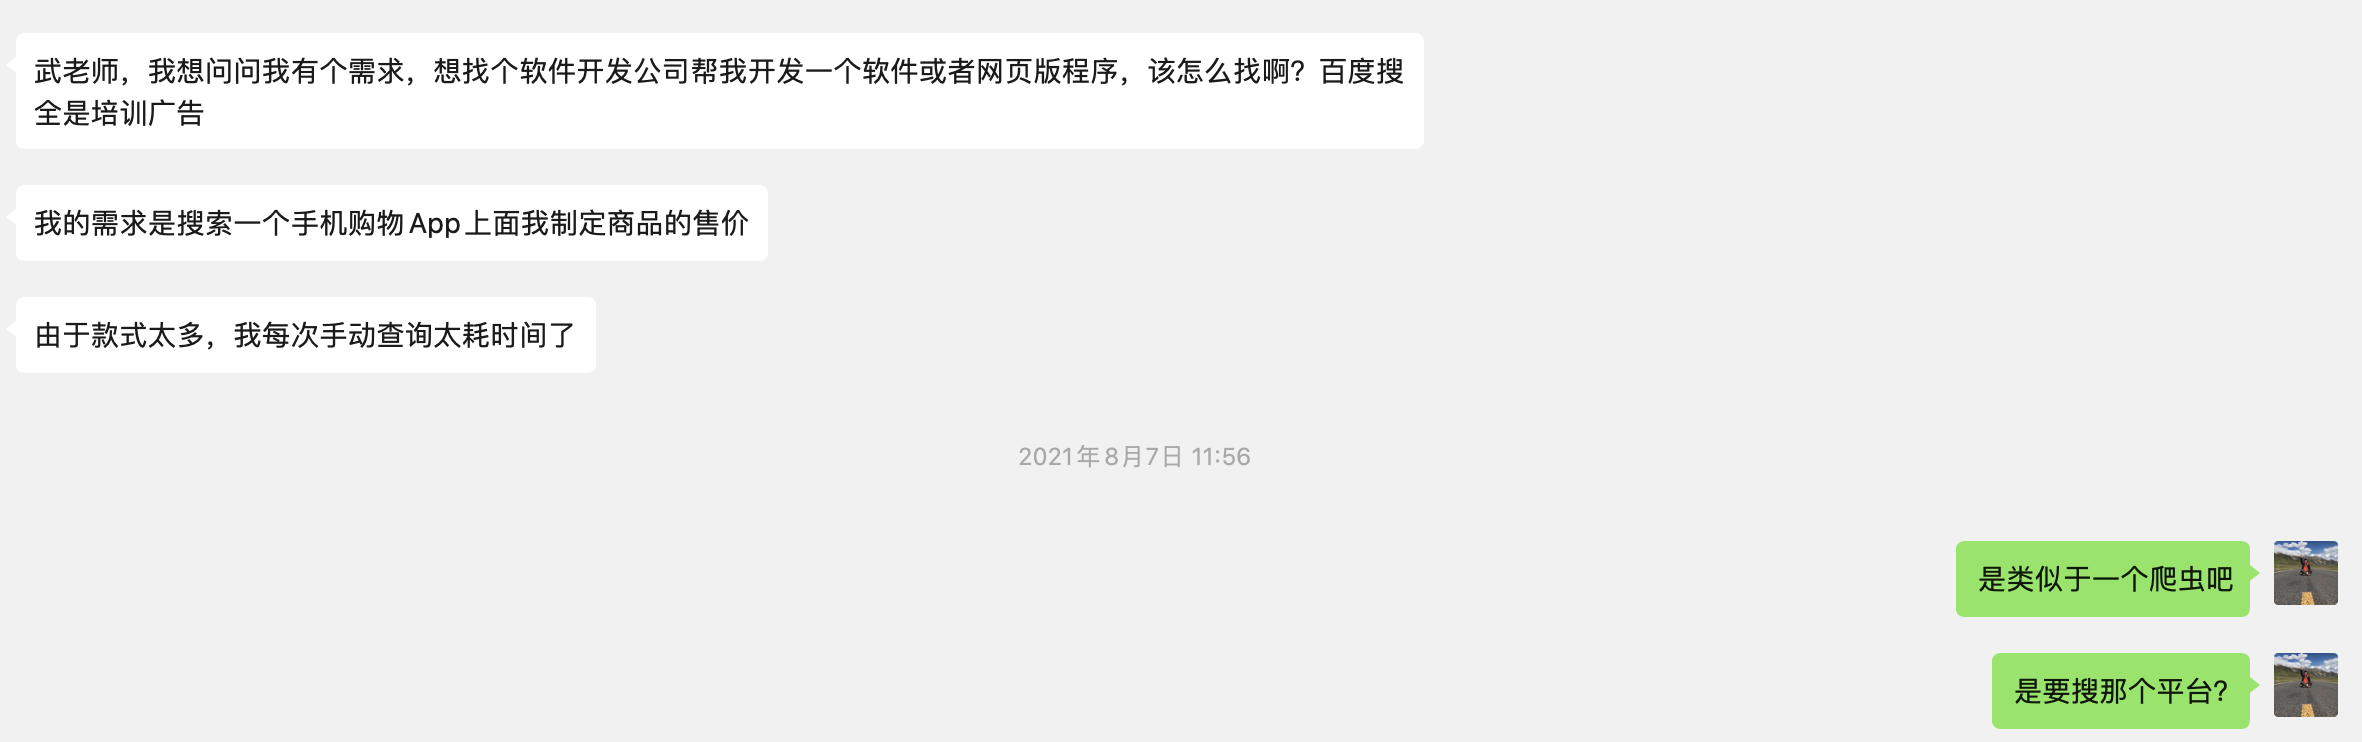 武老师，我想问问我有个需求，想找个软件开发公司帮我开发一个软件或者网页版程序，该怎么找啊？百度搜
全是培训广告
我的需求是搜索一个手机购物App上面我制定商品的售价
由于款式太多，我每次手动查询太耗时间了
2021年8月7日 11:56
是类似于一个爬虫吧
是要搜那个平台？